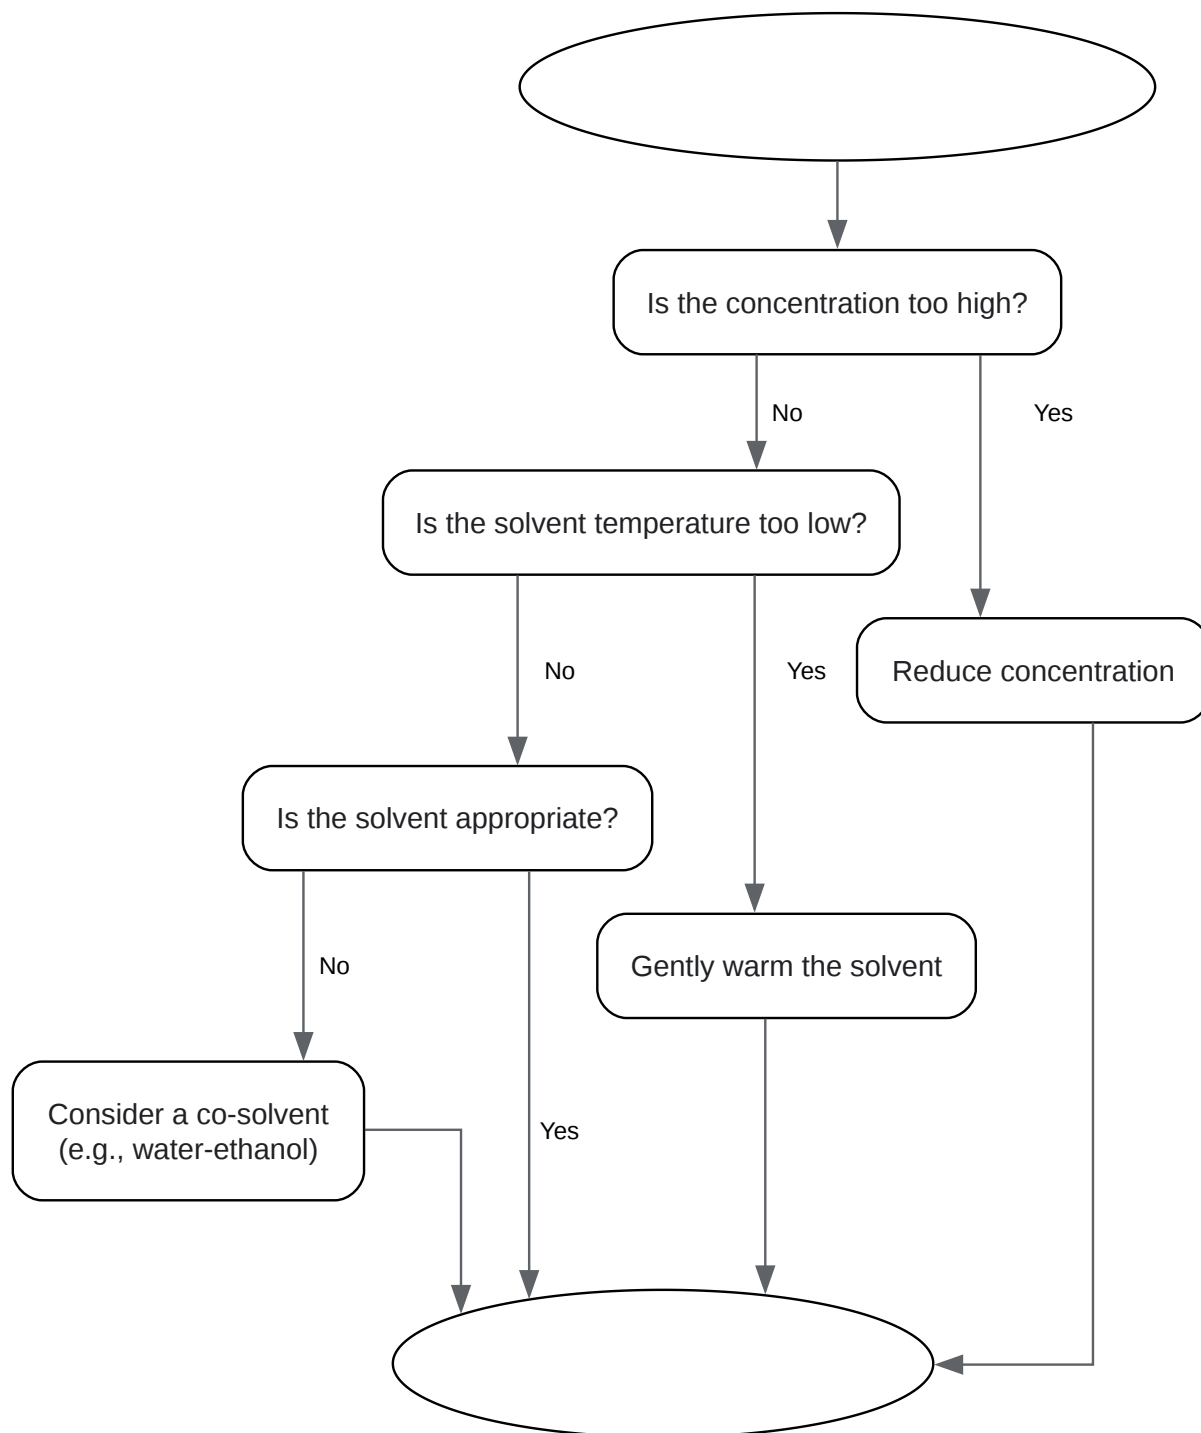 Is the concentration too high?
No
Yes
Is the solvent temperature too low?
No
Yes
Reduce concentration
Is the solvent appropriate?
No
Gently warm the solvent
Consider a co-solvent
(e.g., water-ethanol)
Yes